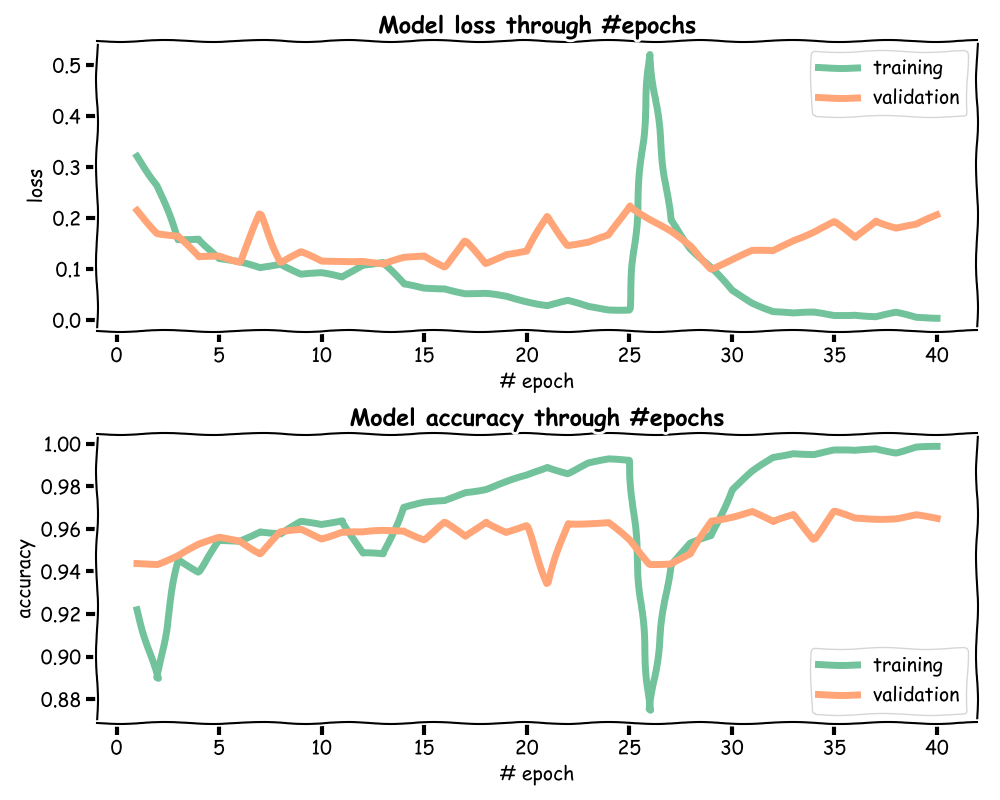 Model loss through #epochs
0.5
0.4
0.3
0.2
0.1
0.0
loss
training
validation
0 5 10 15 20 25 30 35 40
# epoch
Model accuracy through #epochs
1.00
0.98
0.96
0.94
0.92
0.90
0.88
accuracy
training
validation
0 5 10 15 20 25 30 35 40
# epoch